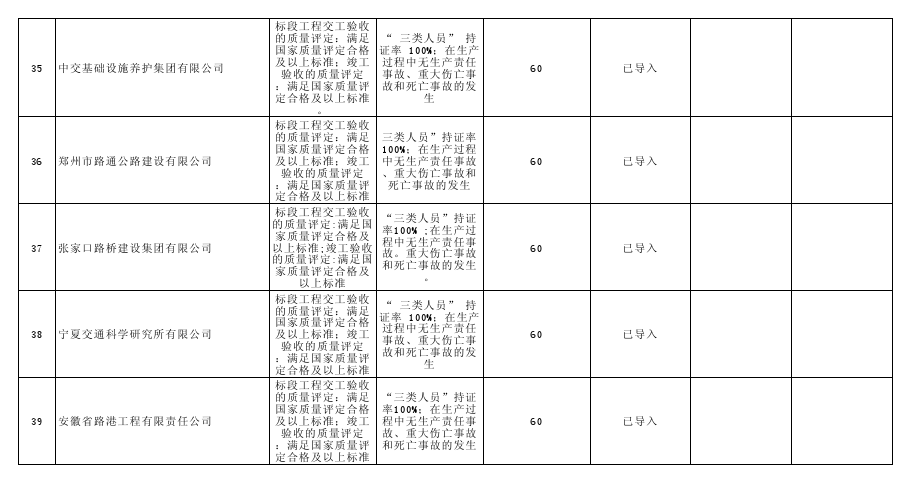 35
中交基础设施养护集团有限公司
标段工程交工验收
的质量评定：满足
国家质量评定合格
及以上标准；竣工
验收的质量评定
：满足国家质量评
定合格及以上标准
。
“ 三类人员” 持
证率 100%；在生产
过程中无生产责任
事故、重大伤亡事
故和死亡事故的发
生
60
已导入
36
郑州市路通公路建设有限公司
标段工程交工验收
的质量评定：满足
国家质量评定合格
及以上标准；竣工
验收的质量评定
：满足国家质量评
定合格及以上标准
三类人员”持证率
100%；在生产过程
中无生产责任事故
、重大伤亡事故和
死亡事故的发生
60
已导入
37
张家口路桥建设集团有限公司
标段工程交工验收
的质量评定:满足国
家质量评定合格及
以上标准;竣工验收
的质量评定:满足国
家质量评定合格及
以上标准
“三类人员”持证
率100% ;在生产过
程中无生产责任事
故。重大伤亡事故
和死亡事故的发生
。
60
已导入
38
宁夏交通科学研究所有限公司
标段工程交工验收
的质量评定：满足
国家质量评定合格
及以上标准；竣工
验收的质量评定
：满足国家质量评
定合格及以上标准
“ 三类人员” 持
证率 100%；在生产
过程中无生产责任
事故、重大伤亡事
故和死亡事故的发
生
60
已导入
39
安徽省路港工程有限责任公司
标段工程交工验收
的质量评定：满足
国家质量评定合格
及以上标准；竣工
验收的质量评定
：满足国家质量评
定合格及以上标准
“三类人员”持证
率100%；在生产过
程中无生产责任事
故、重大伤亡事故
和死亡事故的发生
60
已导入